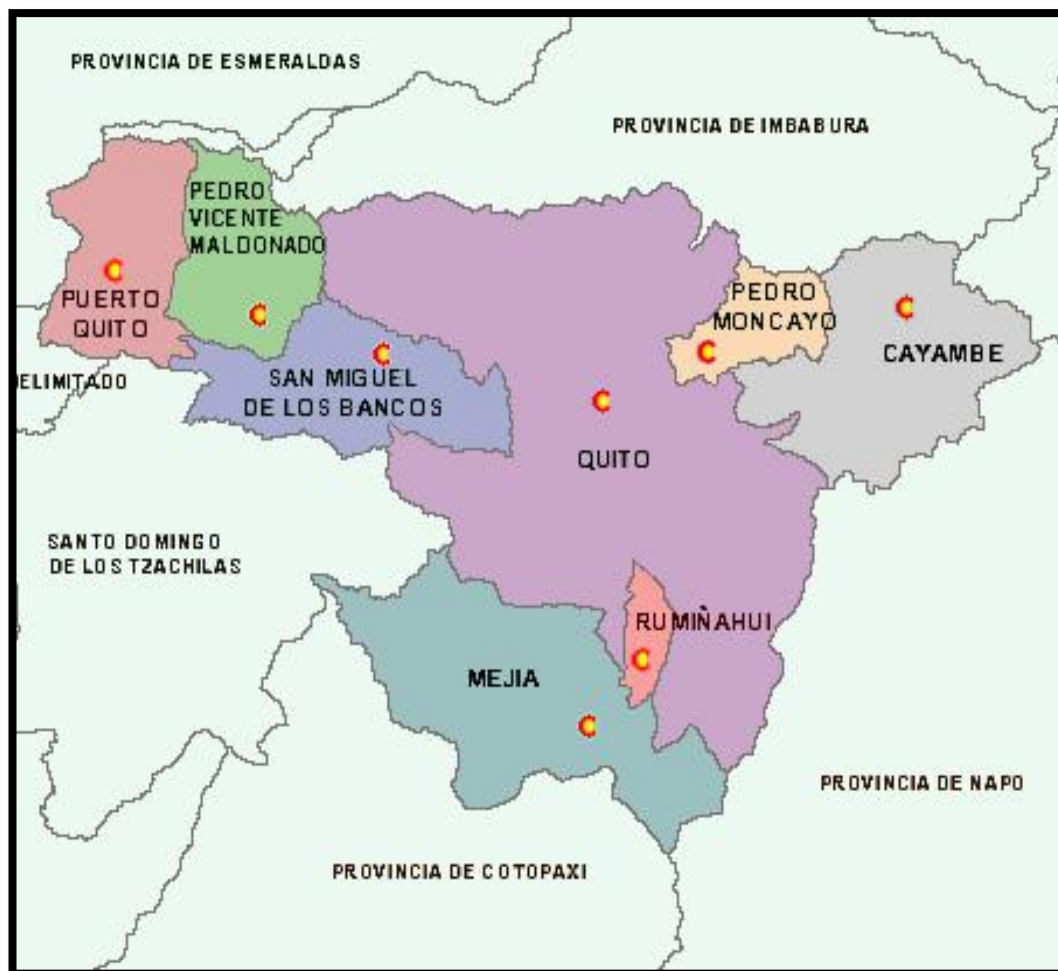 PROVINCIA DE ESMERALDAS
PROVINCIA DE IMBABURA
PEDRO
VICENTE
MALDONADO
PUERTO
QUITO
PEDRO
MONCAYO
CAYAMBE
ELIMITADO
SAN MIGUEL
DE LOS BANCOS
QUITO
SANTO DOMINGO
DE LOS TZACHILAS
RUMIÑAHUI
MEJIA
PROVINCIA DE NAPO
PROVINCIA DE COTOPAXI